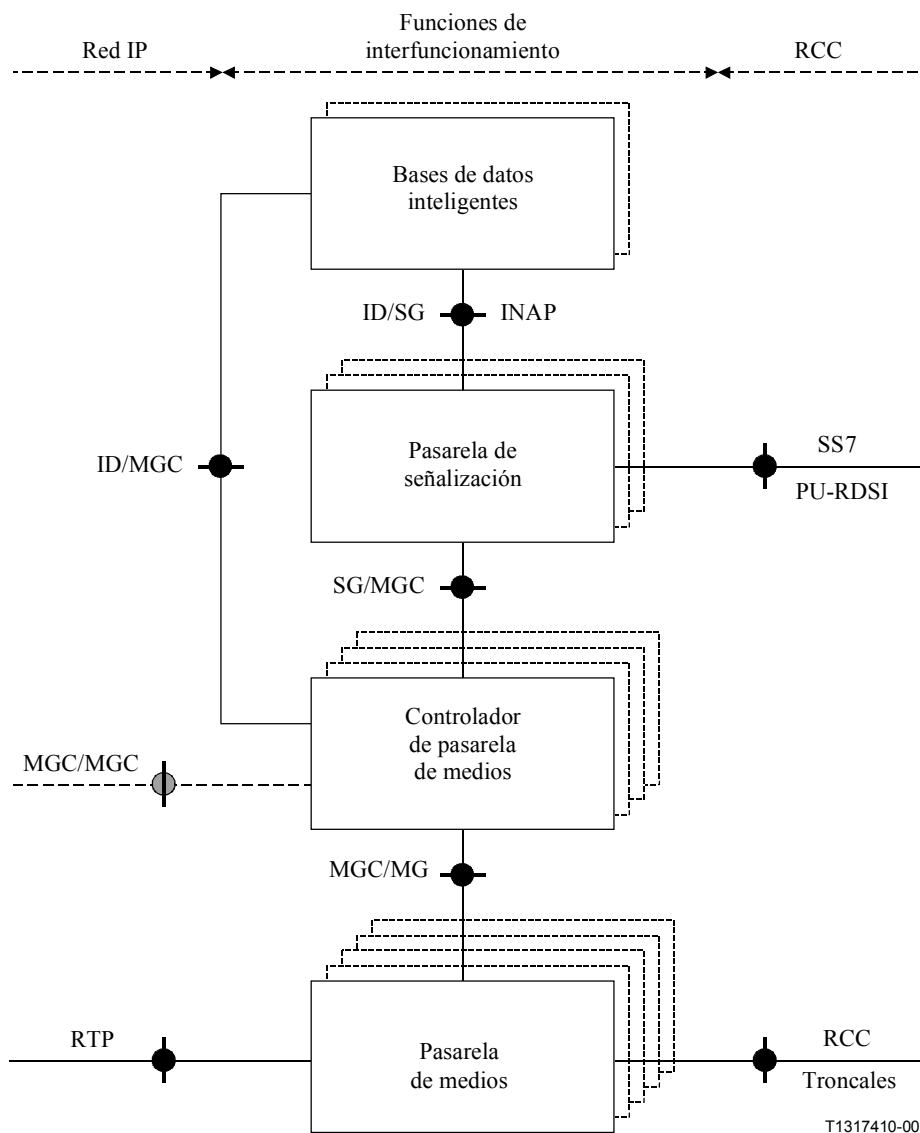 Funciones de
Red IP interfuncionamiento RCC
Bases de datos
inteligentes
ID/SG INAP
Pasarela de
señalización
SS7
ID/MGC
PU-RDSI
SG/MGC
Controlador
de pasarela
de medios
MGC/MGC
MGC/MG
RTP
Pasarela
de medios
RCC
Troncales
T1317410-00